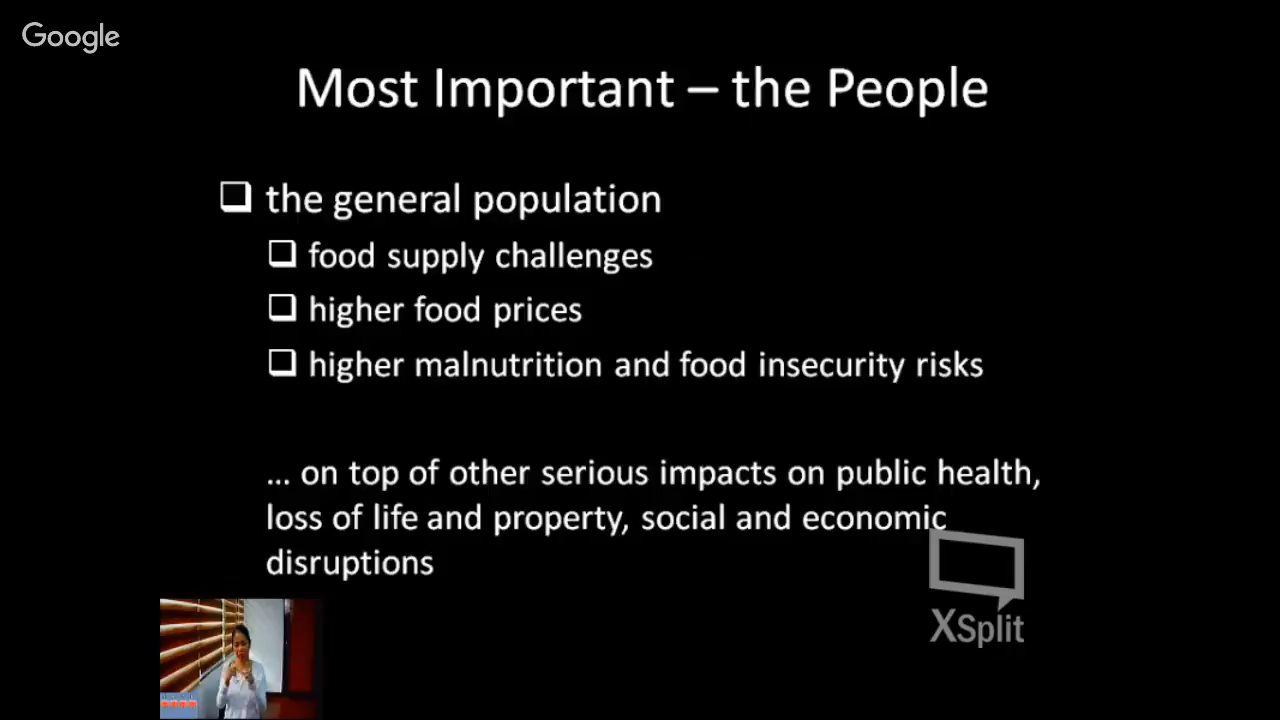 Google
Most Important – the People
the general population
food supply challenges
higher food prices
higher malnutrition and food insecurity risks
... on top of other serious impacts on public health,
loss of life and property, social and economic
disruptions
XSplit